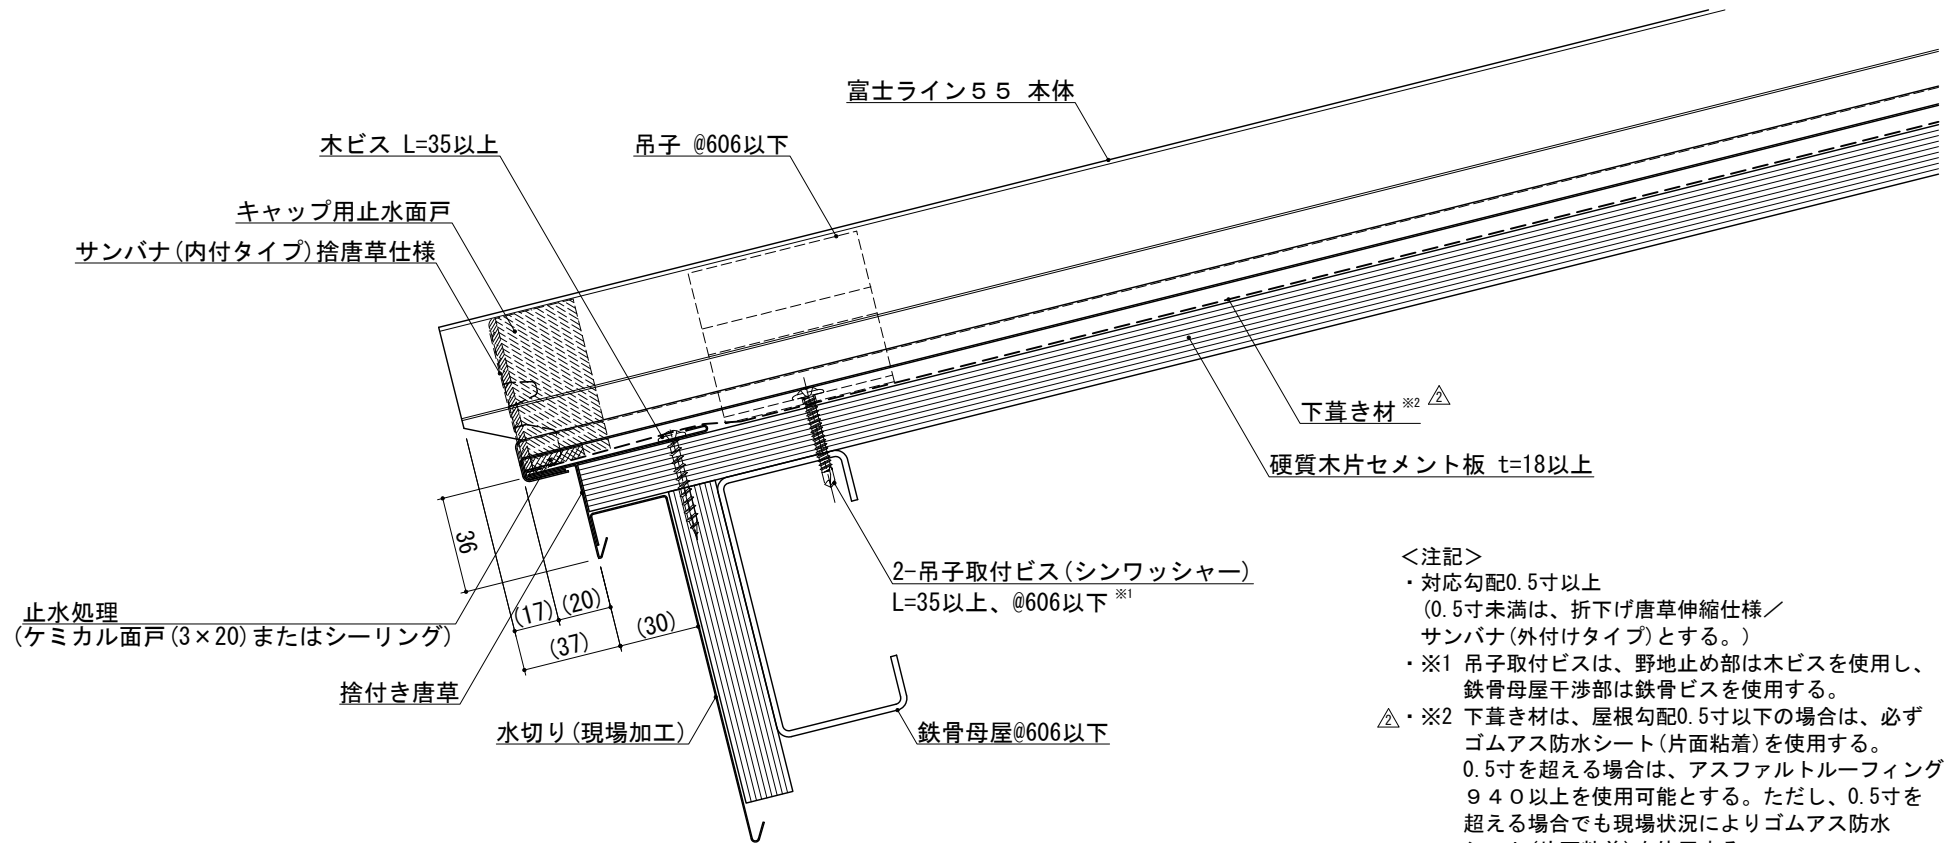 富士ライン５５ 本体
木ビス L=35以上
吊子 @606以下
キャップ用止水面戸
サンバナ(内付タイプ)捨唐草仕様
下葺き材 ※2 2
硬質木片セメント板 t=18以上
36
(17)
(20)
(37)
(30)
2-吊子取付ビス(シンワッシャー)
L=35以上、@606以下 ※1
止水処理
(ケミカル面戸(3×20)またはシーリング)
捨付き唐草
水切り(現場加工)
鉄骨母屋@606以下
＜注記＞
・対応勾配0.5寸以上
(0.5寸未満は、折下げ唐草伸縮仕様／
サンバナ(外付けタイプ)とする。)
・※1 吊子取付ビスは、野地止め部は木ビスを使用し、
鉄骨母屋干渉部は鉄骨ビスを使用する。
2・※2 下葺き材は、屋根勾配0.5寸以下の場合は、必ず
ゴムアス防水シート(片面粘着)を使用する。
0.5寸を超える場合は、アスファルトルーフィング
９４０以上を使用可能とする。ただし、0.5寸を
超える場合でも現場状況によりゴムアス防水